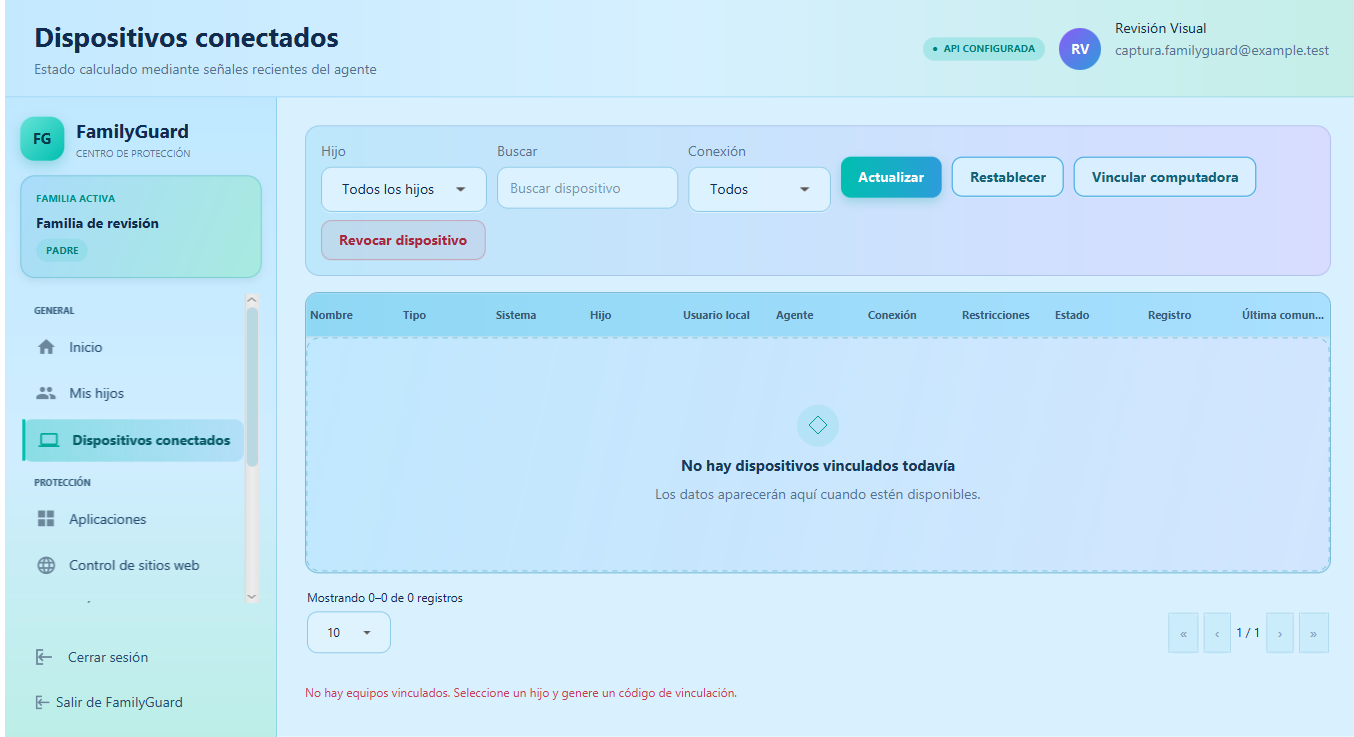 Dispositivos conectados
Estado calculado mediante señales recientes del agente
• API CONFIGURADA
RV
Revisión Visual
captura.familyguard@example.test
FG
FamilyGuard
CENTRO DE PROTECCIÓN
FAMILIA ACTIVA
Familia de revisión
PADRE
GENERAL
Inicio
Mis hijos
Dispositivos conectados
PROTECCIÓN
Aplicaciones
Control de sitios web
Cerrar sesión
Salir de FamilyGuard
Hijo
Buscar
Conexión
Todos los hijos
Buscar dispositivo
Todos
Actualizar
Restablecer
Vincular computadora
Revocar dispositivo
Nombre
Tipo
Sistema
Hijo
Usuario local
Agente
Conexión
Restricciones
Estado
Registro
Última comun...
No hay dispositivos vinculados todavía
Los datos aparecerán aquí cuando estén disponibles.
Mostrando 0–0 de 0 registros
10
« ‹ 1 / 1 › »
No hay equipos vinculados. Seleccione un hijo y genere un código de vinculación.